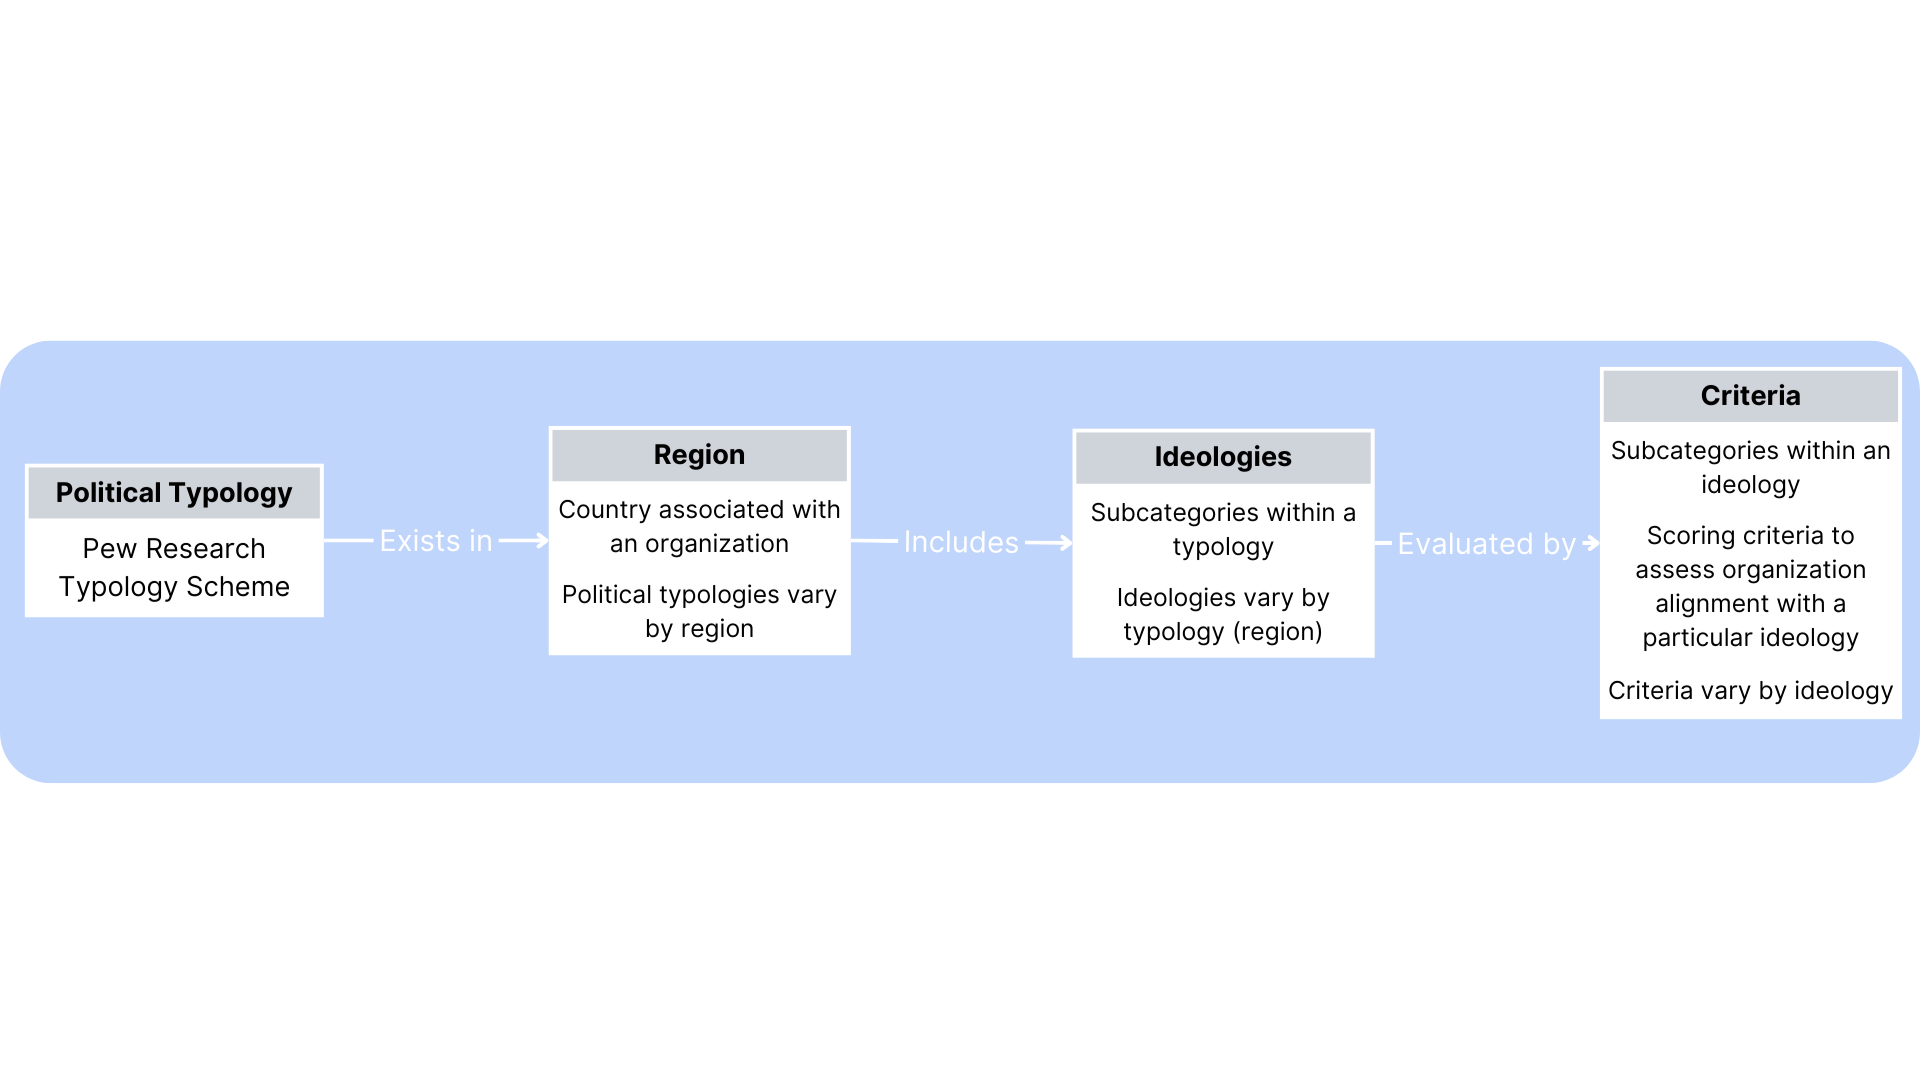 Political Typology
Pew Research
Typology Scheme
Exists in
Region
Country associated with
an organization
Political typologies vary
by region
Includes
Ideologies
Subcategories within a
typology
Ideologies vary by
typology (region)
Evaluated by
Criteria
Subcategories within an
ideology
Scoring criteria to
assess organization
alignment with a
particular ideology
Criteria vary by ideology